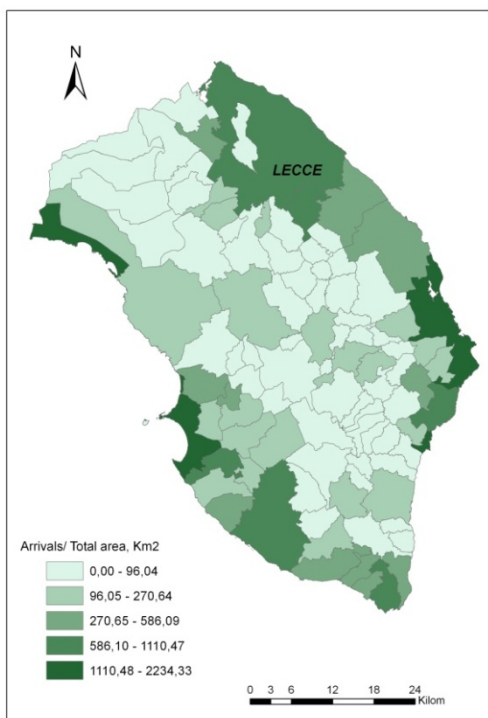 N
LECCE
Arrivals/ Total area, Km2
0,00 - 96,04
96,05 - 270,64
270,65 - 586,09
586,10 - 1110,47
1110,48 - 2234,33
0 3 6 12 18 24
Kilom